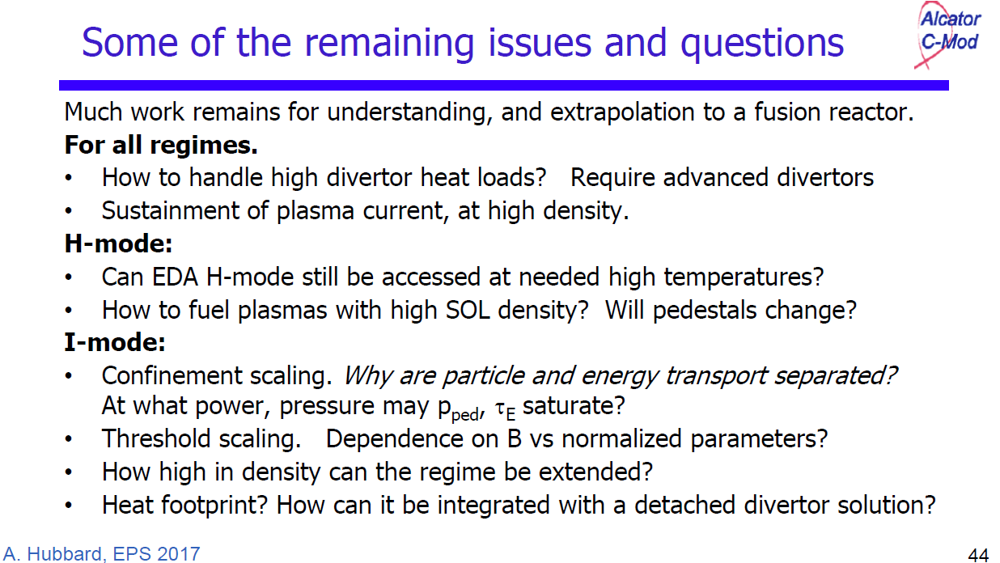 Some of the remaining issues and questions
Alcator
C-Mod
Much work remains for understanding, and extrapolation to a fusion reactor.
For all regimes.
• How to handle high divertor heat loads? Require advanced divertors
• Sustainment of plasma current, at high density.
H-mode:
• Can EDA H-mode still be accessed at needed high temperatures?
• How to fuel plasmas with high SOL density? Will pedestals change?
I-mode:
• Confinement scaling. Why are particle and energy transport separated?
At what power, pressure may pped, τE saturate?
• Threshold scaling. Dependence on B vs normalized parameters?
• How high in density can the regime be extended?
• Heat footprint? How can it be integrated with a detached divertor solution?
A. Hubbard, EPS 2017
44